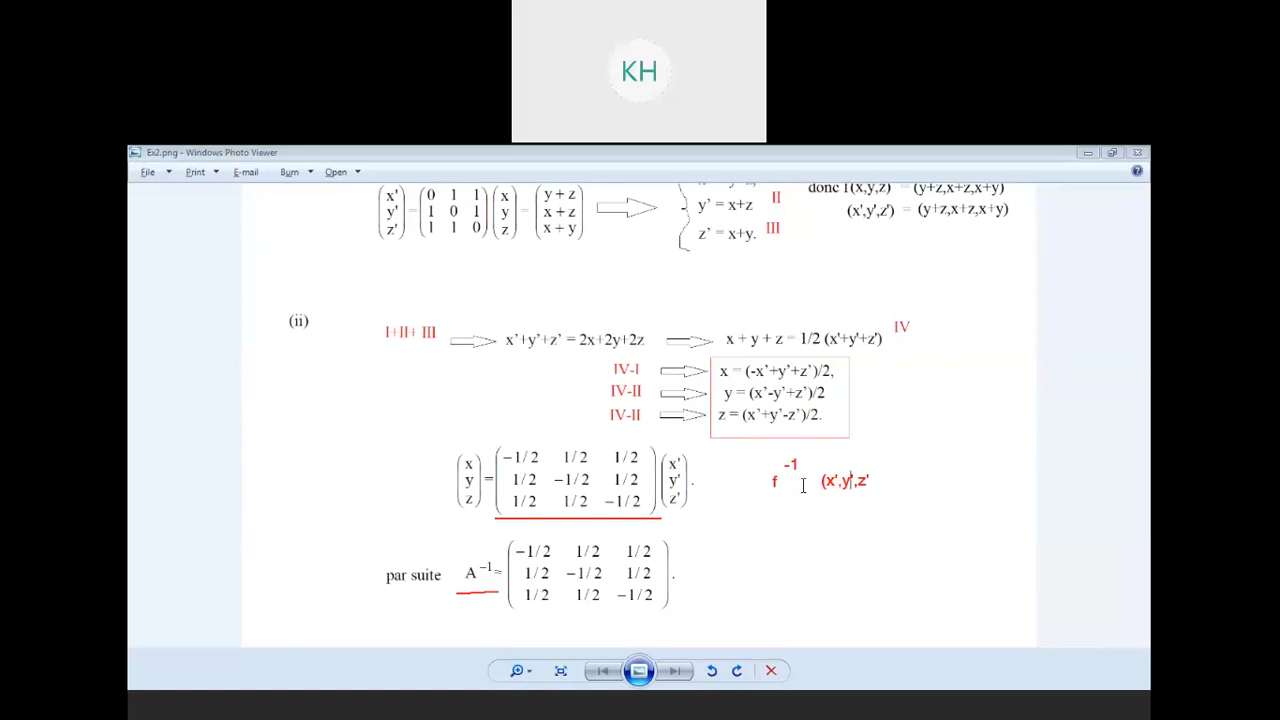 KH
Ex2.png - Windows Photo Viewer
File Print E-mail Burn Open
(x' y' z') = (0 1 1 1 0 1 1 1 0) (x y z) = (y + z x + z x + y)
y' = x+z II
z' = x+y. III
donc f(x,y,z) = (y+z,x+z,x+y)
(x',y',z') = (y+z,x+z,x+y)
(ii)
I+II+ III x'+y'+z' = 2x+2y+2z x + y + z = 1/2 (x'+y'+z') IV
IV-I x = (-x'+y'+z')/2,
IV-II y = (x'-y'+z')/2
IV-II z = (x'+y'-z')/2.
(x y z) = (−1/2 1/2 1/2 1/2 −1/2 1/2 1/2 1/2 −1/2) (x' y' z').
f -1 (x',y',z'
par suite A −1 = (−1/2 1/2 1/2 1/2 −1/2 1/2 1/2 1/2 −1/2).